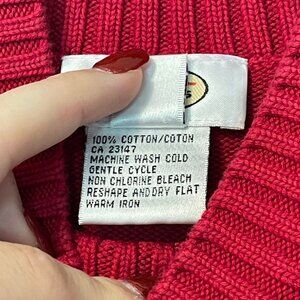 100% COTTON/COTON
CA 23147
MACHINE WASH COLD
GENTLE CYCLE
NON CHLORINE BLEACH
RESHAPE AND DRY FLAT
WARM IRON